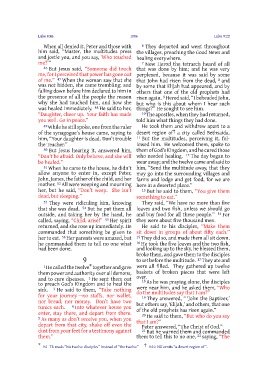 Luke 8:46
Luke 9:12
When all denied it, Peter and those with
him said, "Master, the multitudes press
and jostle you, and you say, 'Who touched
me?'"
46 But Jesus said, "Someone did touch
me, for I perceived that power has gone out
of me." 47 When the woman saw that she
was not hidden, she came trembling; and
falling down before him declared to him in
the presence of all the people the reason
why she had touched him, and how she
was healed immediately. 48 He said to her,
"Daughter, cheer up. Your faith has made
you well. Go in peace."
49 While he still spoke, one from the ruler
of the synagogue's house came, saying to
him, "Your daughter is dead. Don't trouble
the Teacher."
50 But Jesus hearing it, answered him,
"Don't be afraid. Only believe, and she will
be healed."
51 When he came to the house, he didn't
allow anyone to enter in, except Peter,
John, James, the father of the child, and her
mother. 52 All were weeping and mourning
her, but he said, "Don't weep. She isn't
dead, but sleeping."
53 They were ridiculing him, knowing
that she was dead. 54 But he put them all
outside, and taking her by the hand, he
called, saying, "Child, arise!" 55 Her spirit
returned, and she rose up immediately. He
commanded that something be given to
her to eat. 56 Her parents were amazed, but
he commanded them to tell no one what
had been done.
9
1 He called the twelve together and gave
them power and authority over all demons,
and to cure diseases. 2 He sent them out
to preach God's Kingdom and to heal the
sick. 3 He said to them, "Take nothing
for your journey—no staffs, nor wallet,
nor bread, nor money. Don't have two
tunics each. 4 Into whatever house you
enter, stay there, and depart from there.
5 As many as don't receive you, when you
depart from that city, shake off even the
dust from your feet for a testimony against
them."
6 They departed and went throughout
the villages, preaching the Good News and
healing everywhere.
7 Now Herod the tetrarch heard of all
that was done by him; and he was very
perplexed, because it was said by some
that John had risen from the dead, 8 and
by some that Elijah had appeared, and by
others that one of the old prophets had
risen again. 9 Herod said, "I beheaded John,
but who is this about whom I hear such
things?" He sought to see him.
10 The apostles, when they had returned,
told him what things they had done.
He took them and withdrew apart to a
desert region of a city called Bethsaida.
11 But the multitudes, perceiving it, fol
lowed him. He welcomed them, spoke to
them of God's Kingdom, and he cured those
who needed healing. 12 The day began to
wear away; and the twelve came and said to
him, "Send the multitude away, that they
may go into the surrounding villages and
farms and lodge and get food, for we are
here in a deserted place."
13 But he said to them, "You give them
something to eat."
They said, "We have no more than five
loaves and two fish, unless we should go
and buy food for all these people." 14 For
they were about five thousand men.
He said to his disciples, "Make them
sit down in groups of about fifty each."
15 They did so, and made them all sit down.
16 He took the five loaves and the two fish,
and looking up to the sky, he blessed them,
broke them, and gave them to the disciples
to set before the multitude. 17 They ate and
were all filled. They gathered up twelve
baskets of broken pieces that were left
over.
18 As he was praying alone, the disciples
were near him, and he asked them, "Who
do the multitudes say that I am?"
19 They answered, "'John the Baptizer,'
but others say, 'Elijah,' and others, that one
of the old prophets has risen again."
20 He said to them, "But who do you say
that I am?"
Peter answered, "The Christ of God."
21 But he warned them and commanded
them to tell this to no one,